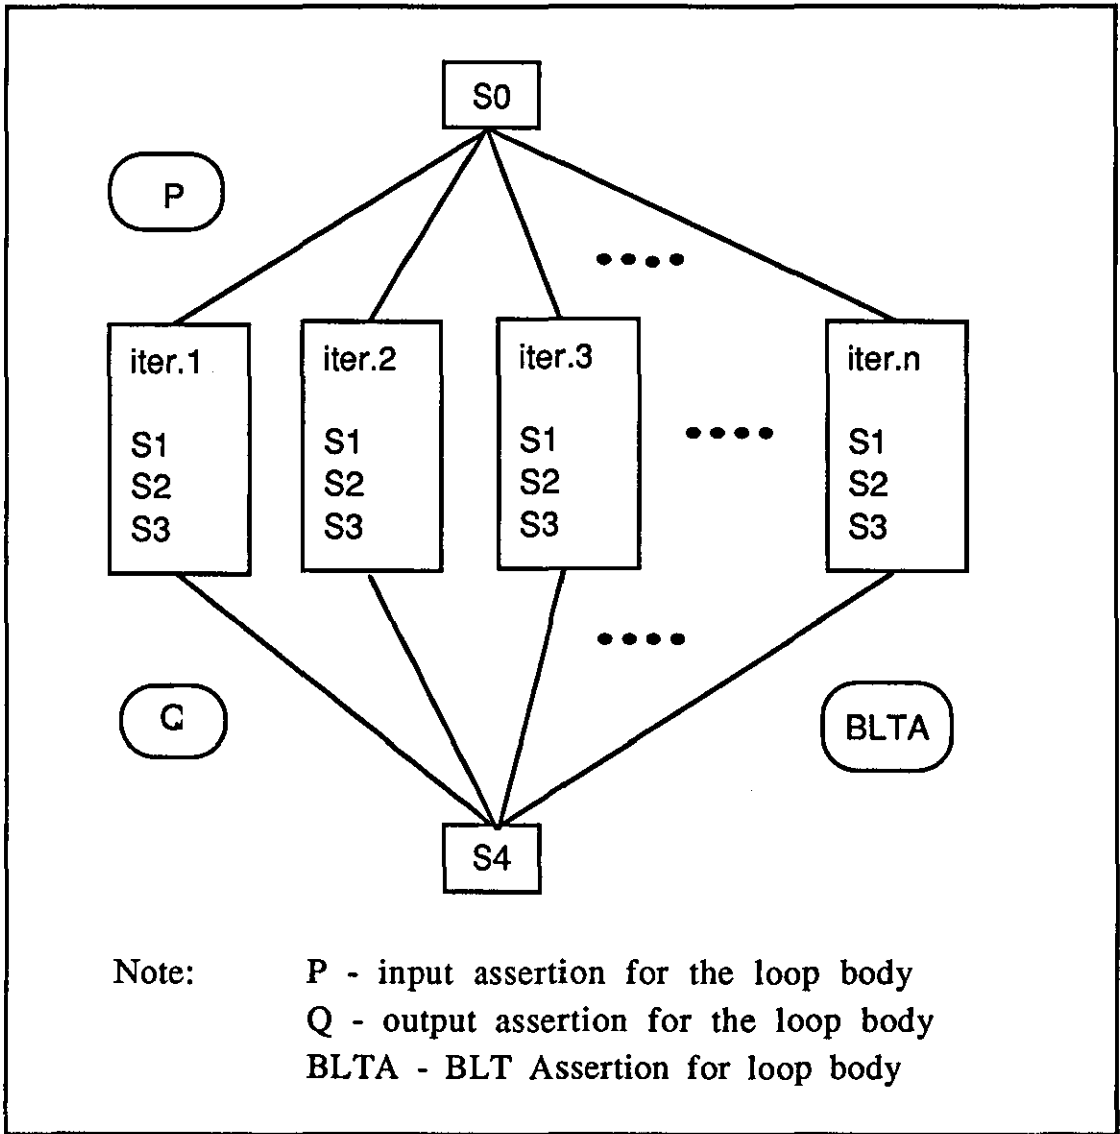 S0
P
iter.1
S1
S2
S3
iter.2
S1
S2
S3
iter.3
S1
S2
S3
iter.n
S1
S2
S3
Q
BLTA
S4
Note: P - input assertion for the loop body
Q - output assertion for the loop body
BLTA - BLT Assertion for loop body